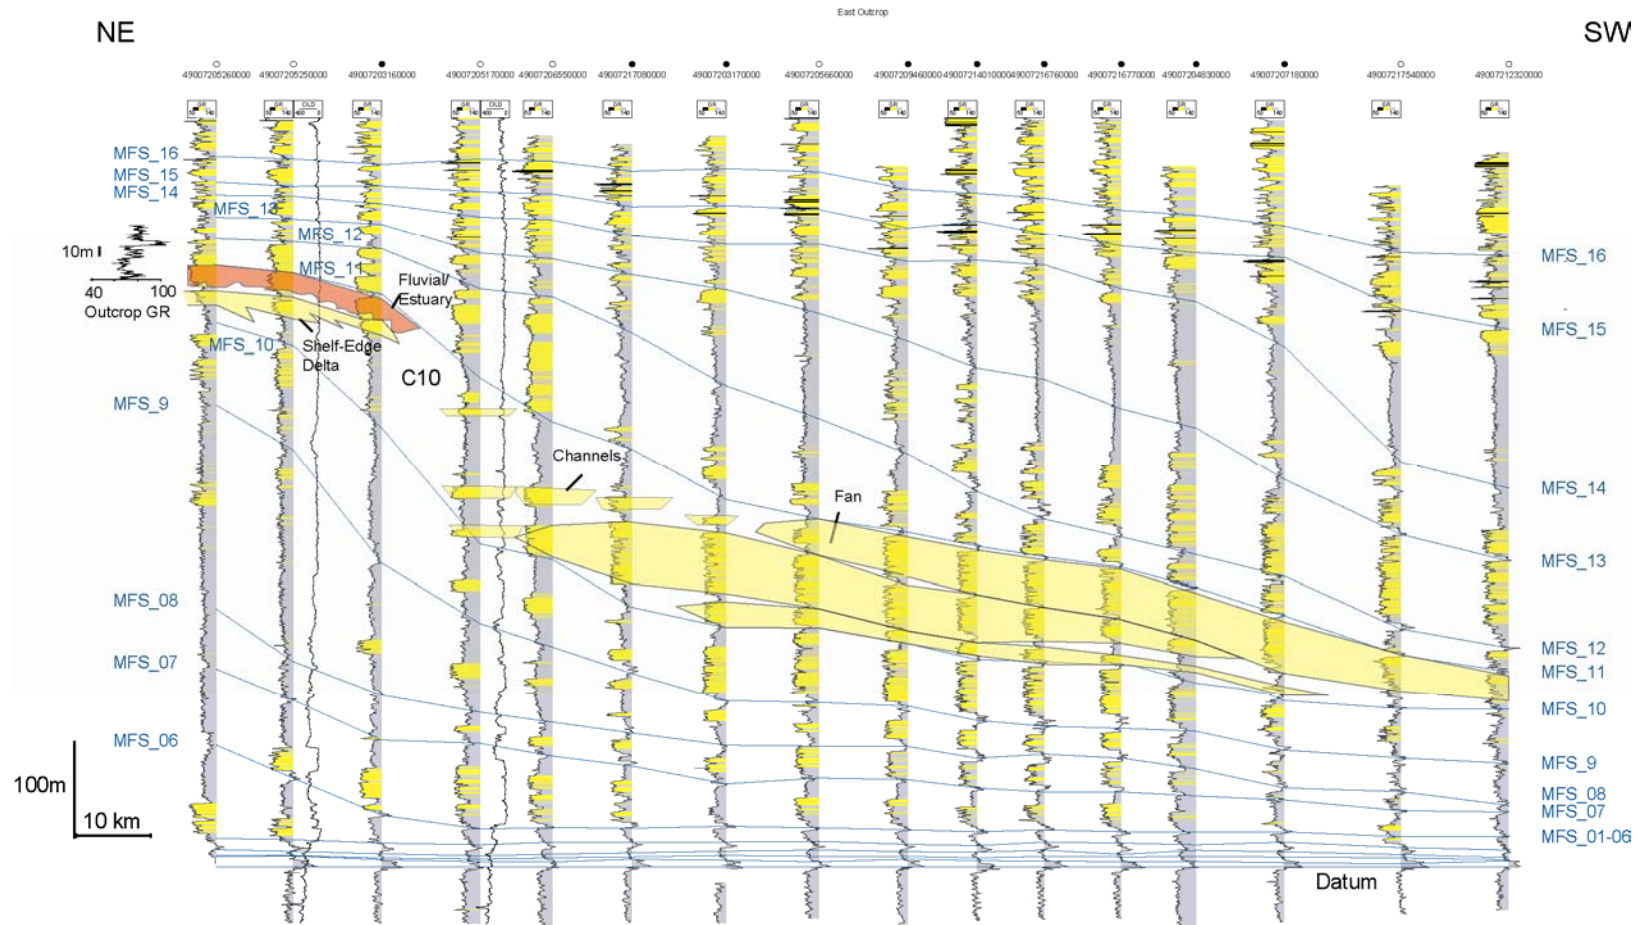 East Outcrop
NE
SW
49007205260000
49007205250000
49007203160000
49007205170000
49007206550000
49007217080000
49007203170000
49007205660000
49007209460000
49007214010000
49007216760000
49007216770000
49007204830000
49007207180000
49007217540000
49007212320000
MFS_16
MFS_15
MFS_14
MFS_13
MFS_12
MFS_11
10m
40 100
Outcrop GR
Fluvial/
Estuary
Shelf-Edge
Delta
MFS_10
C10
MFS_9
Channels
Fan
MFS_08
MFS_07
MFS_06
100m
10 km
MFS_16
MFS_15
MFS_14
MFS_13
MFS_12
MFS_11
MFS_10
MFS_9
MFS_08
MFS_07
MFS_01-06
Datum